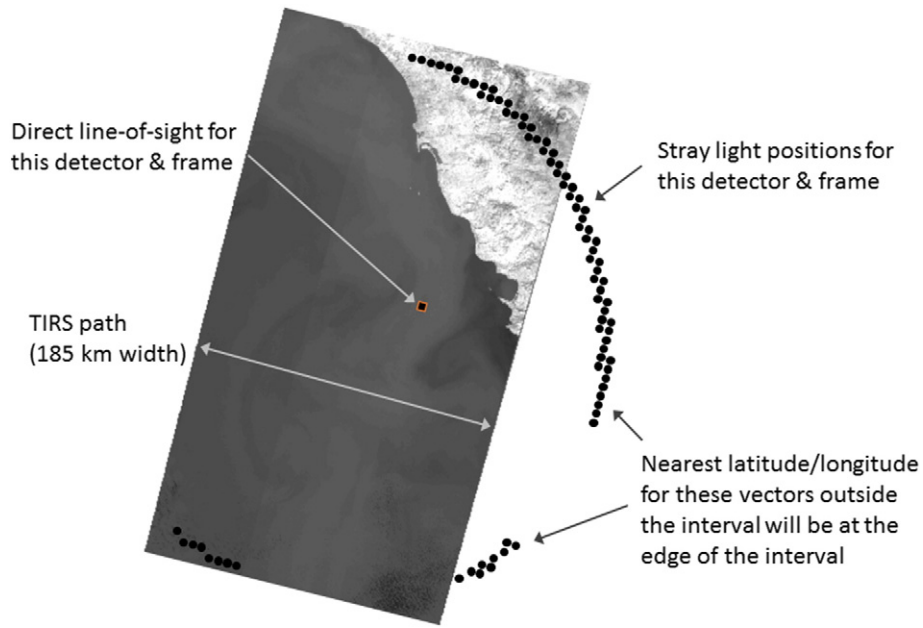 Direct line-of-sight for
this detector & frame
Stray light positions for
this detector & frame
TIRS path
(185 km width)
Nearest latitude/longitude
for these vectors outside
the interval will be at the
edge of the interval